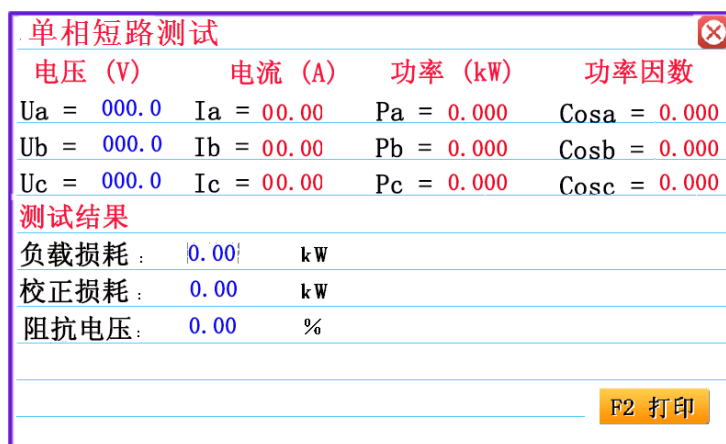 单相短路测试
电压 (V) 电流 (A) 功率 (kW) 功率因数
Ua = 000.0 Ia = 00.00 Pa = 0.000 Cosa = 0.000
Ub = 000.0 Ib = 00.00 Pb = 0.000 Cosb = 0.000
Uc = 000.0 Ic = 00.00 Pc = 0.000 Cosc = 0.000
测试结果
负载损耗: 0.00 kW
校正损耗: 0.00 kW
阻抗电压: 0.00 %
F2 打印